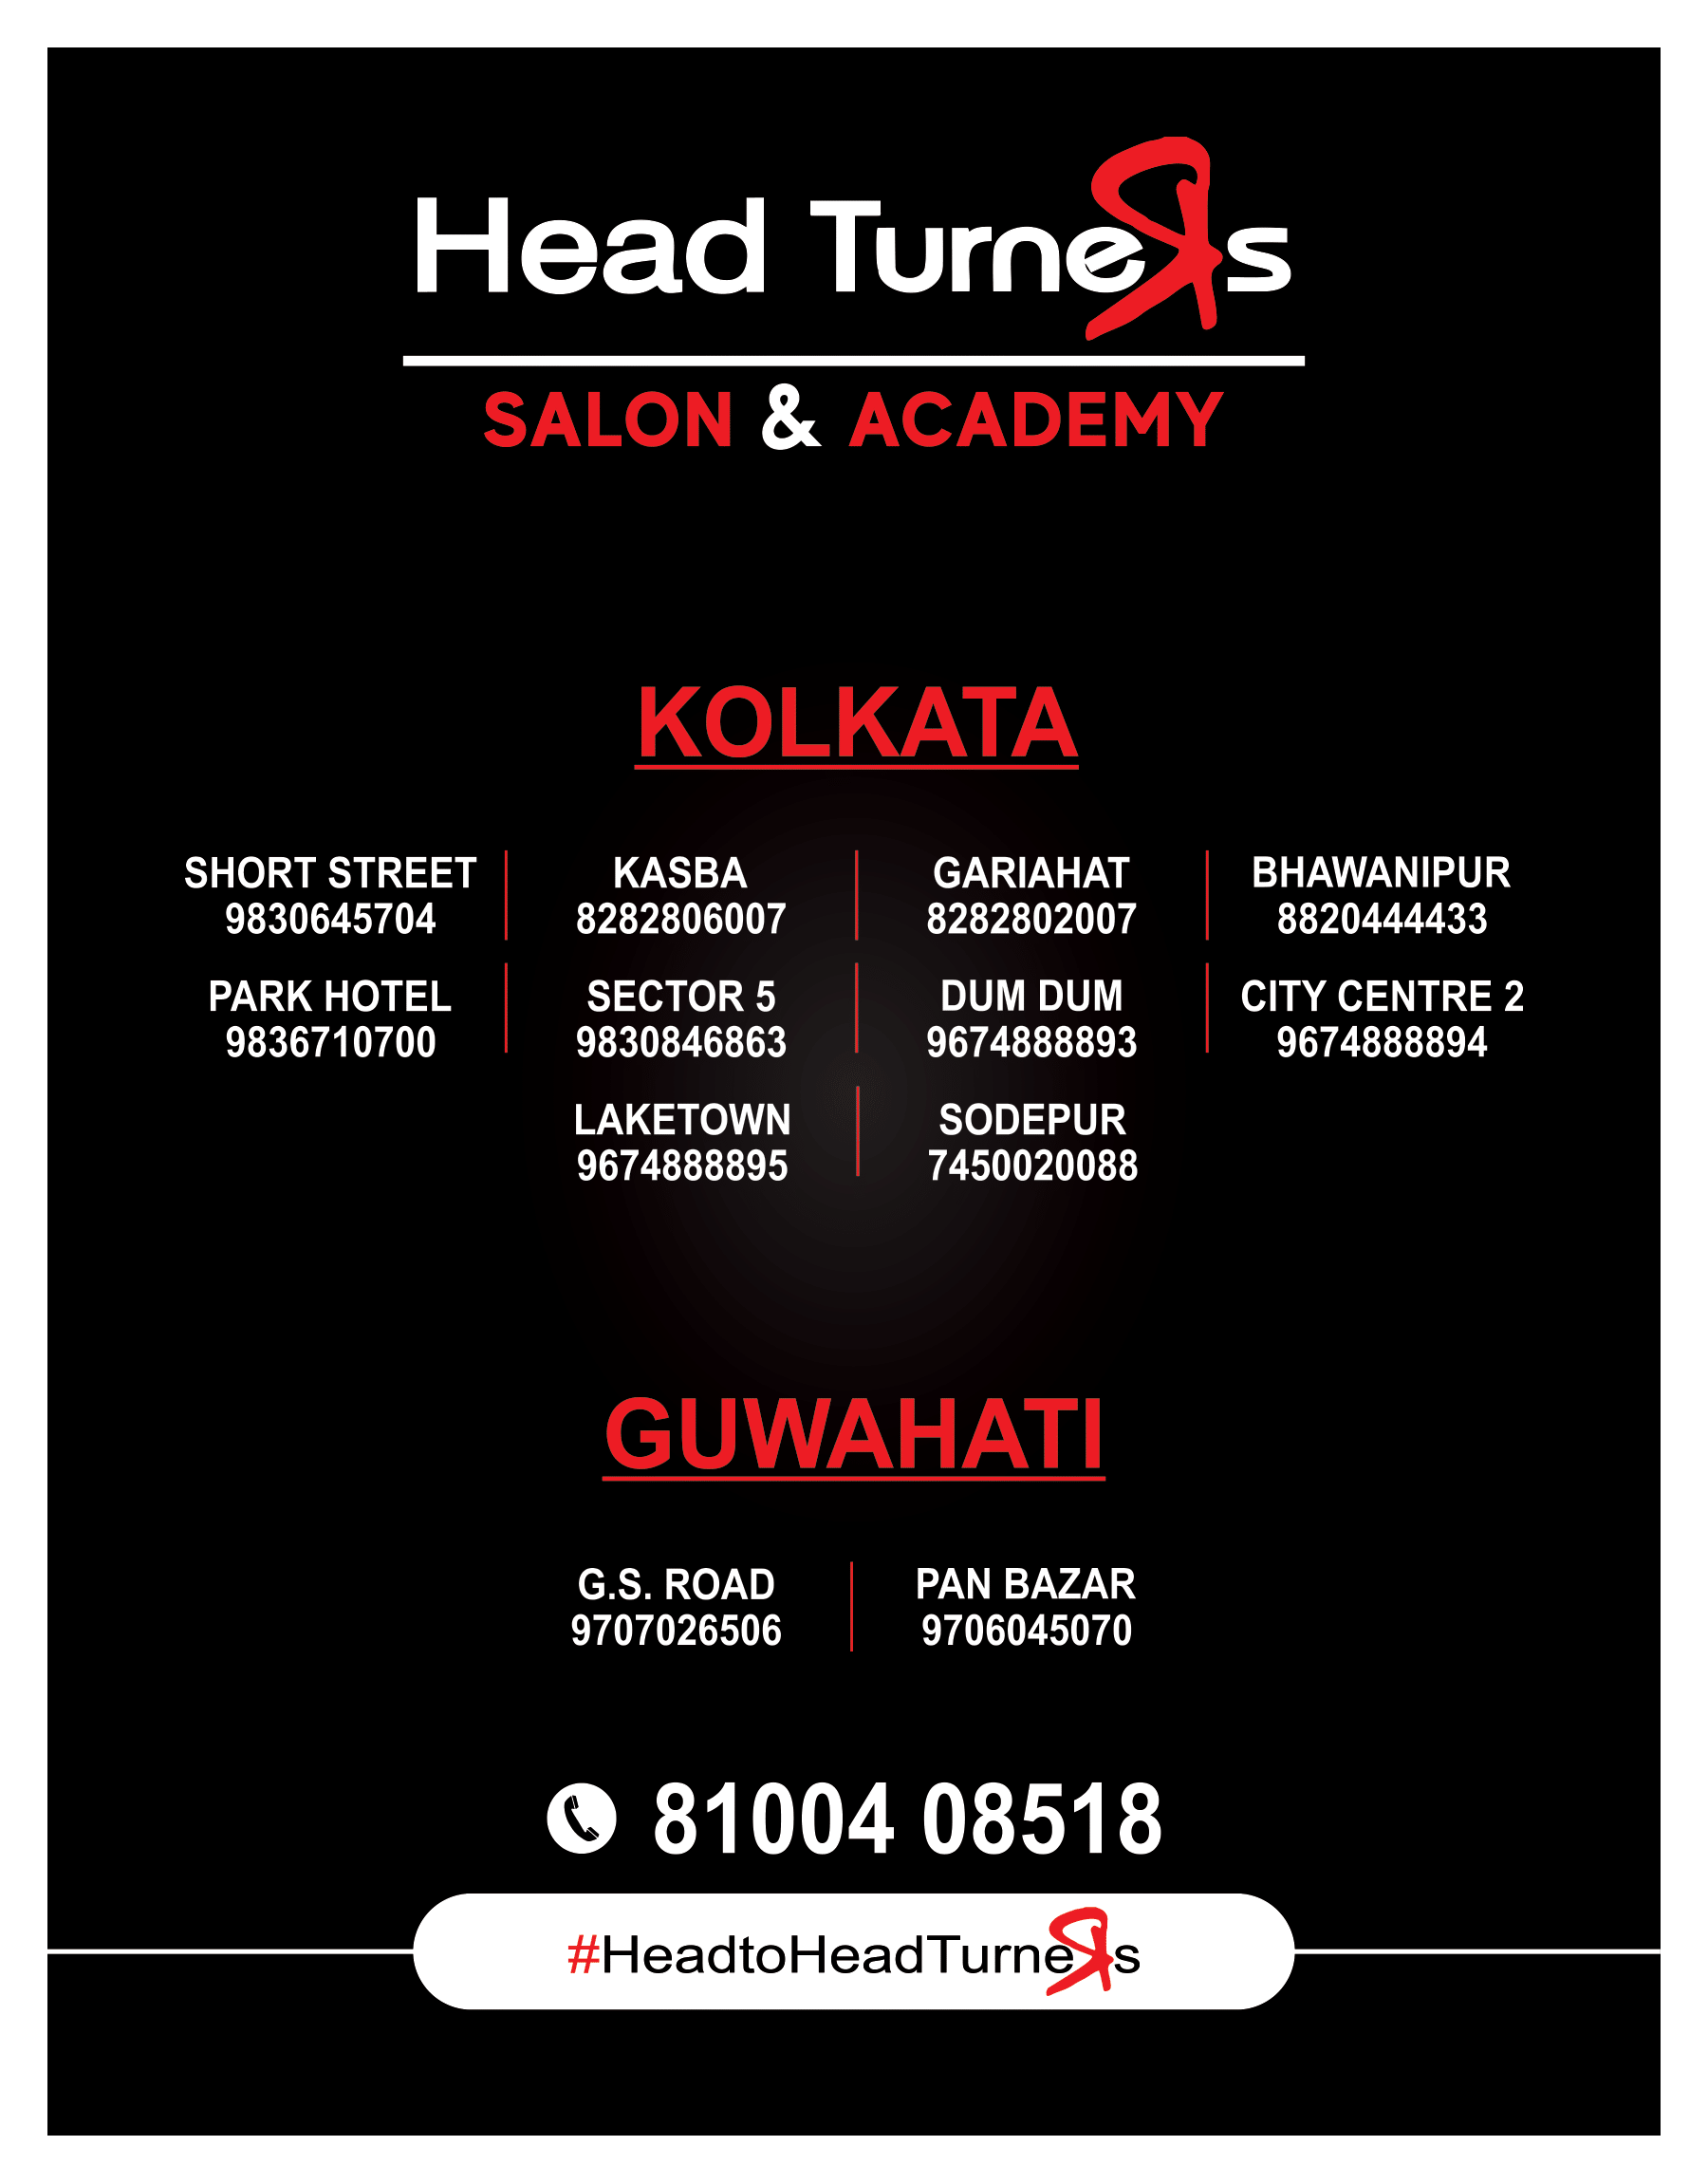 Head Turners
SALON & ACADEMY
KOLKATA
SHORT STREET
9830645704
KASBA
8282806007
GARIAHAT
8282802007
BHAWANIPUR
8820444433
PARK HOTEL
9836710700
SECTOR 5
9830846863
DUM DUM
9674888893
CITY CENTRE 2
9674888894
LAKETOWN
9674888895
SODEPUR
7450020088
GUWAHATI
G.S. ROAD
9707026506
PAN BAZAR
9706045070
81004 08518
#HeadtoHeadTurneRs